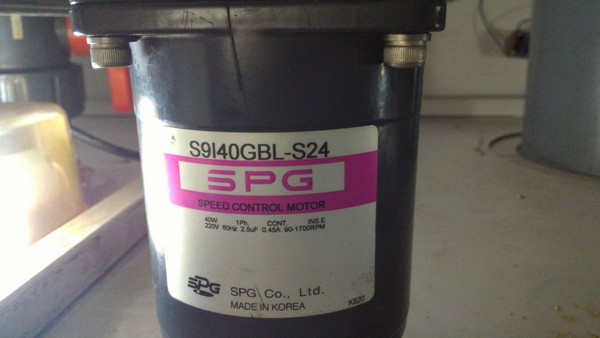 S9I40GBL-S24
SPG
SPEED CONTROL MOTOR
40W 1Ph. CONT. INS.E
220V 60Hz 2.5uF 0.45A 90-1700RPM
SPG SPG Co., Ltd.
MADE IN KOREA